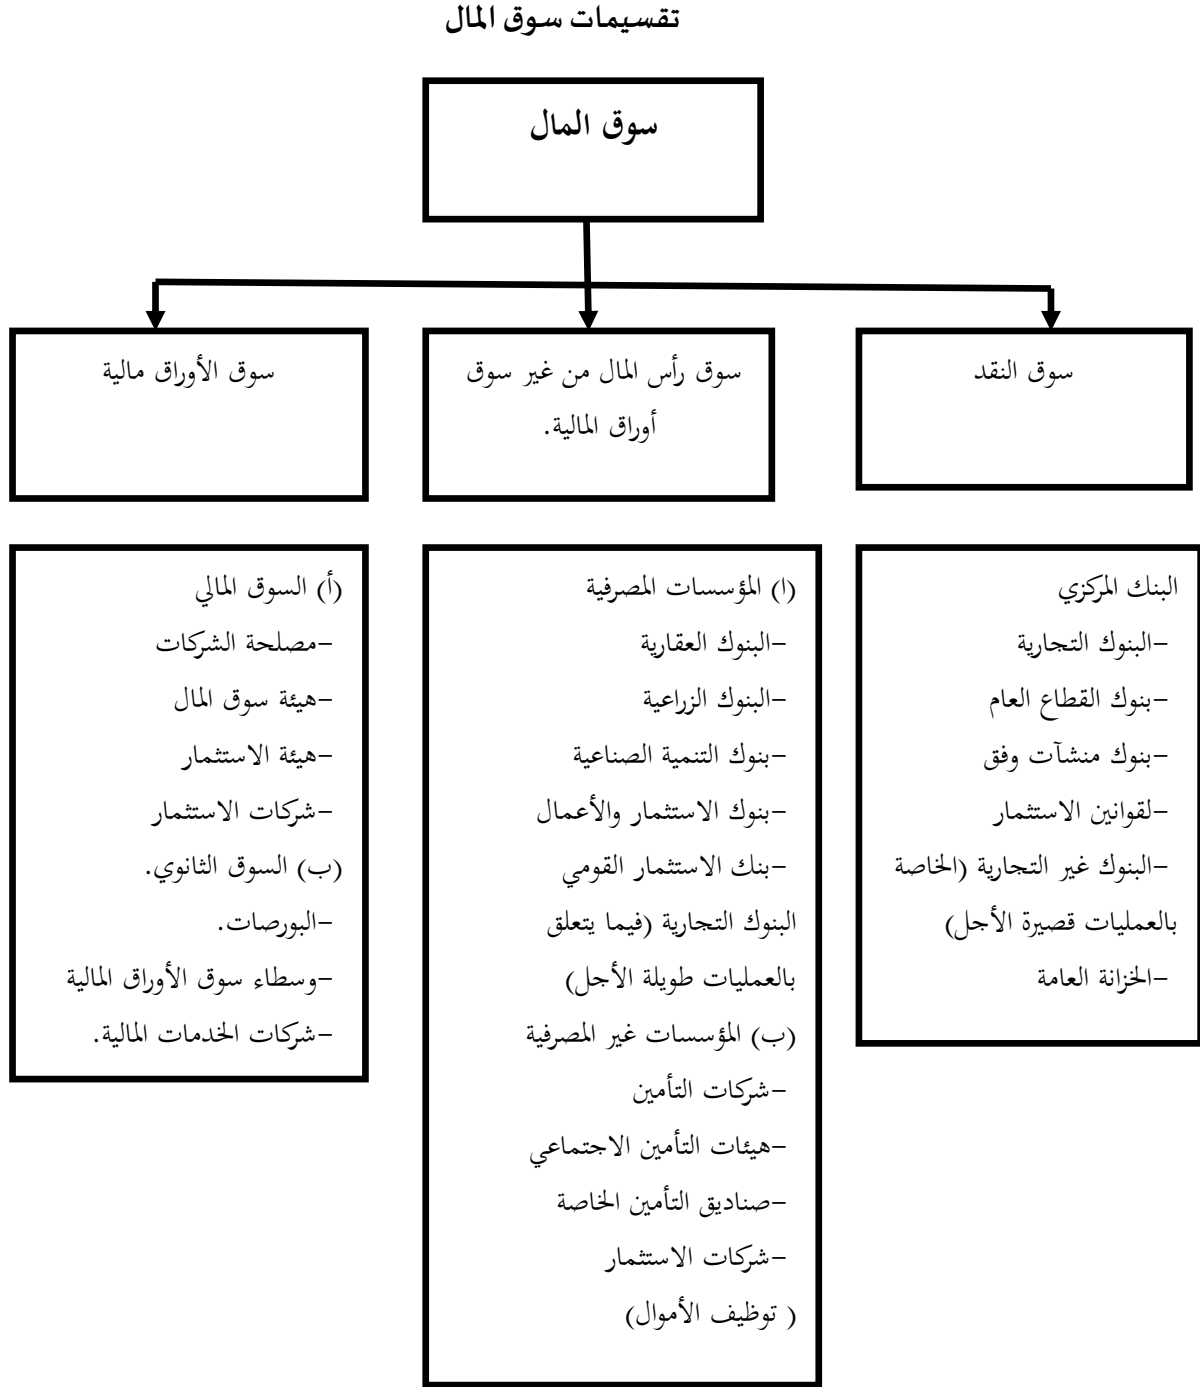 تقسيمات سوق المال
سوق المال
سوق النقد
سوق رأس المال من غير سوق
أوراق المالية.
سوق الأوراق مالية
البنك المركزي
-البنوك التجارية
-بنوك القطاع العام
-بنوك منشآت وفق
-لقوانين الاستثمار
-البنوك غير التجارية (الخاصة
بالعمليات قصيرة الأجل)
-الخزانة العامة
(ا) المؤسسات المصرفية
-البنوك العقارية
-البنوك الزراعية
-بنوك التنمية الصناعية
-بنوك الاستثمار والأعمال
-بنك الاستثمار القومي
البنوك التجارية (فيما يتعلق
بالعمليات طويلة الأجل)
(ب) المؤسسات غير المصرفية
-شركات التأمين
-هيئات التأمين الاجتماعي
-صناديق التأمين الخاصة
-شركات الاستثمار
( توظيف الأموال)
(أ) السوق المالي
-مصلحة الشركات
-هيئة سوق المال
-هيئة الاستثمار
-شركات الاستثمار
(ب) السوق الثانوي.
-البورصات.
-وسطاء سوق الأوراق المالية
-شركات الخدمات المالية.